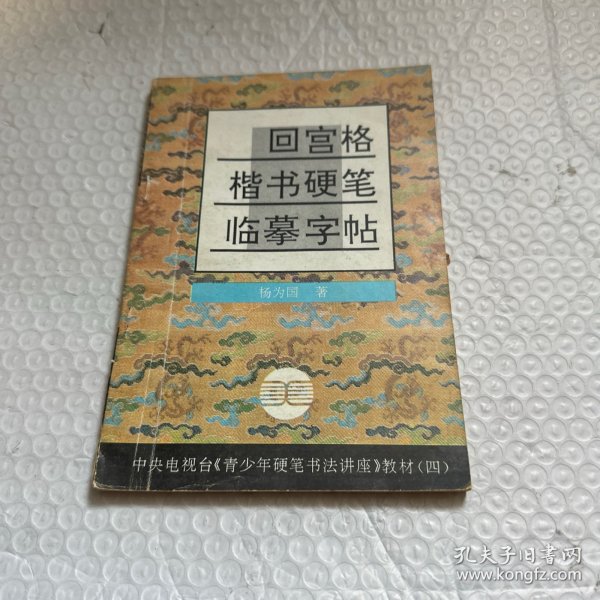 回宫格
楷书硬笔
临摹字帖
杨为国 著
中央电视台《青少年硬笔书法讲座》教材(四)
孔夫子旧书网
www.kongfz.com